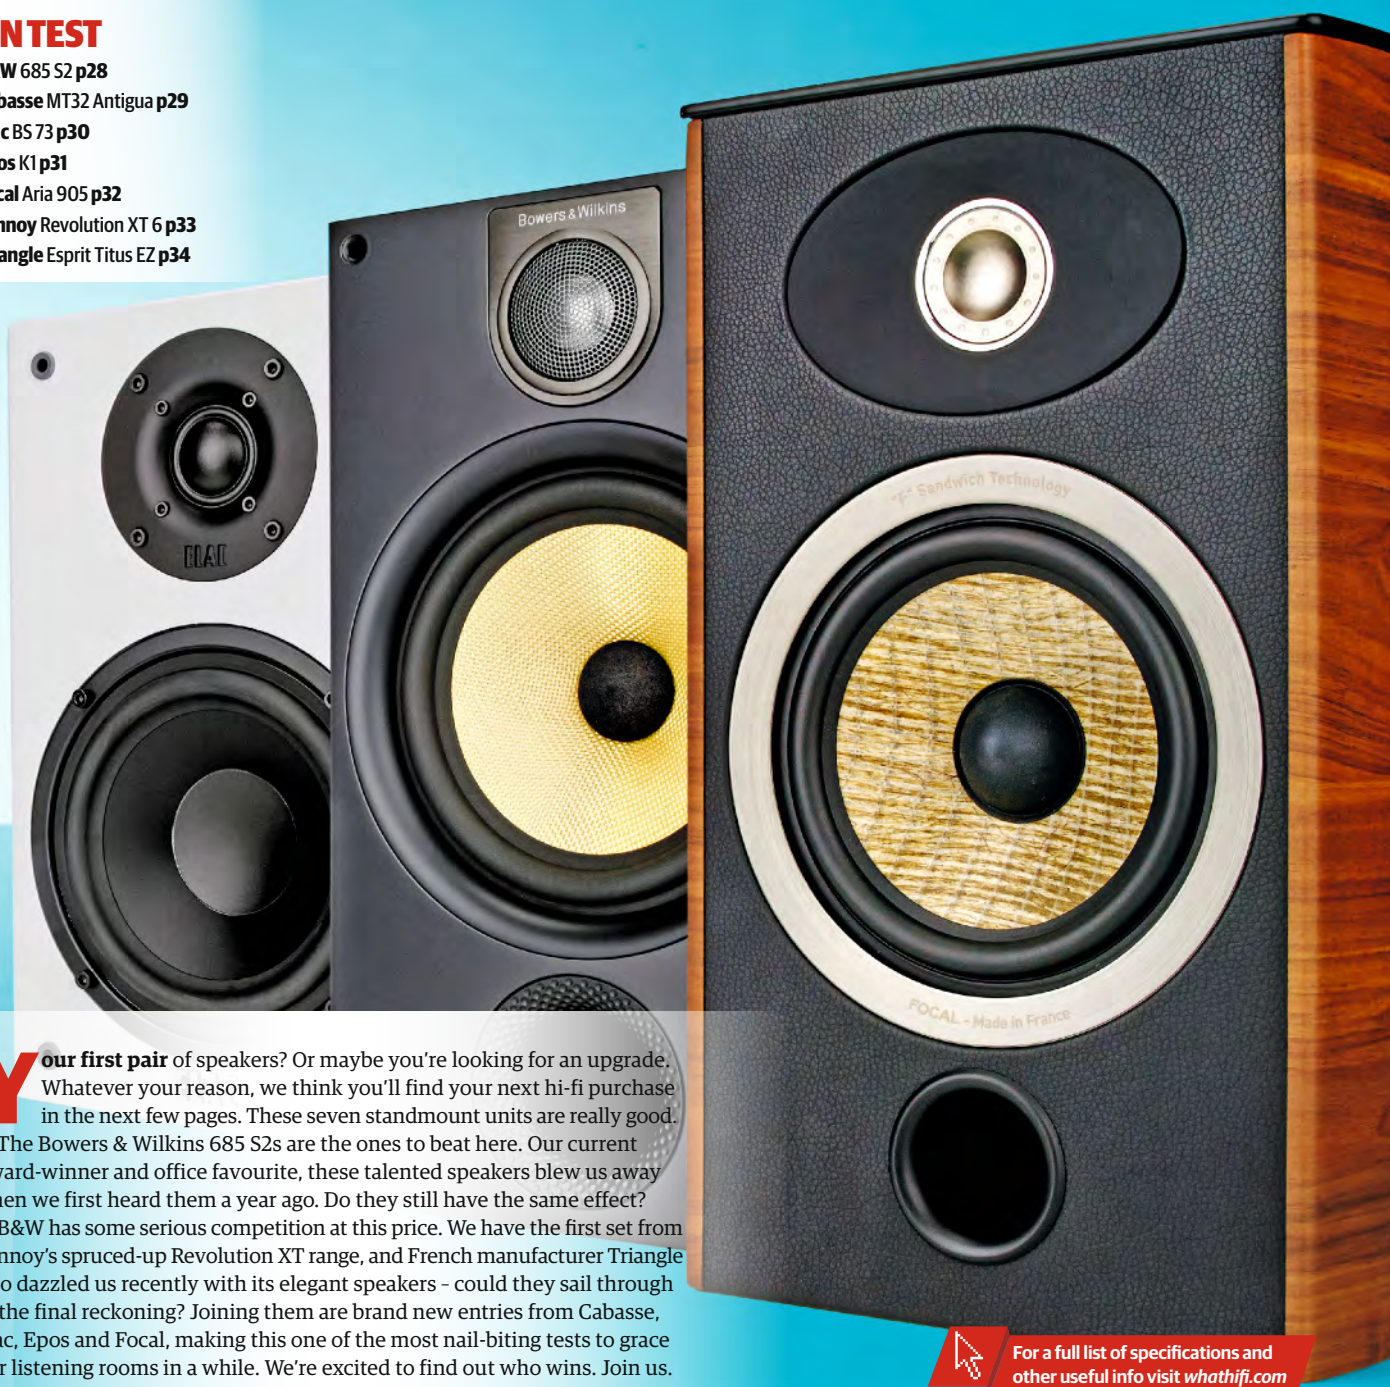 N TEST
W 685 S2 p28
basse MT32 Antigua p29
c BS 73 p30
os K1 p31
cal Aria 905 p32
nnoy Revolution XT 6 p33
angle Esprit Titus EZ p34
Bowers & Wilkins
ELAC
"F" Sandwich Technology
FOCAL - Made in France
Your first pair of speakers? Or maybe you're looking for an upgrade.
Whatever your reason, we think you'll find your next hi-fi purchase
in the next few pages. These seven standmount units are really good.
The Bowers & Wilkins 685 S2s are the ones to beat here. Our current
ward-winner and office favourite, these talented speakers blew us away
hen we first heard them a year ago. Do they still have the same effect?
B&W has some serious competition at this price. We have the first set from
nnoy's spruced-up Revolution XT range, and French manufacturer Triangle
o dazzled us recently with its elegant speakers – could they sail through
the final reckoning? Joining them are brand new entries from Cabasse,
ac, Epos and Focal, making this one of the most nail-biting tests to grace
r listening rooms in a while. We're excited to find out who wins. Join us.
For a full list of specifications and
other useful info visit whathifi.com